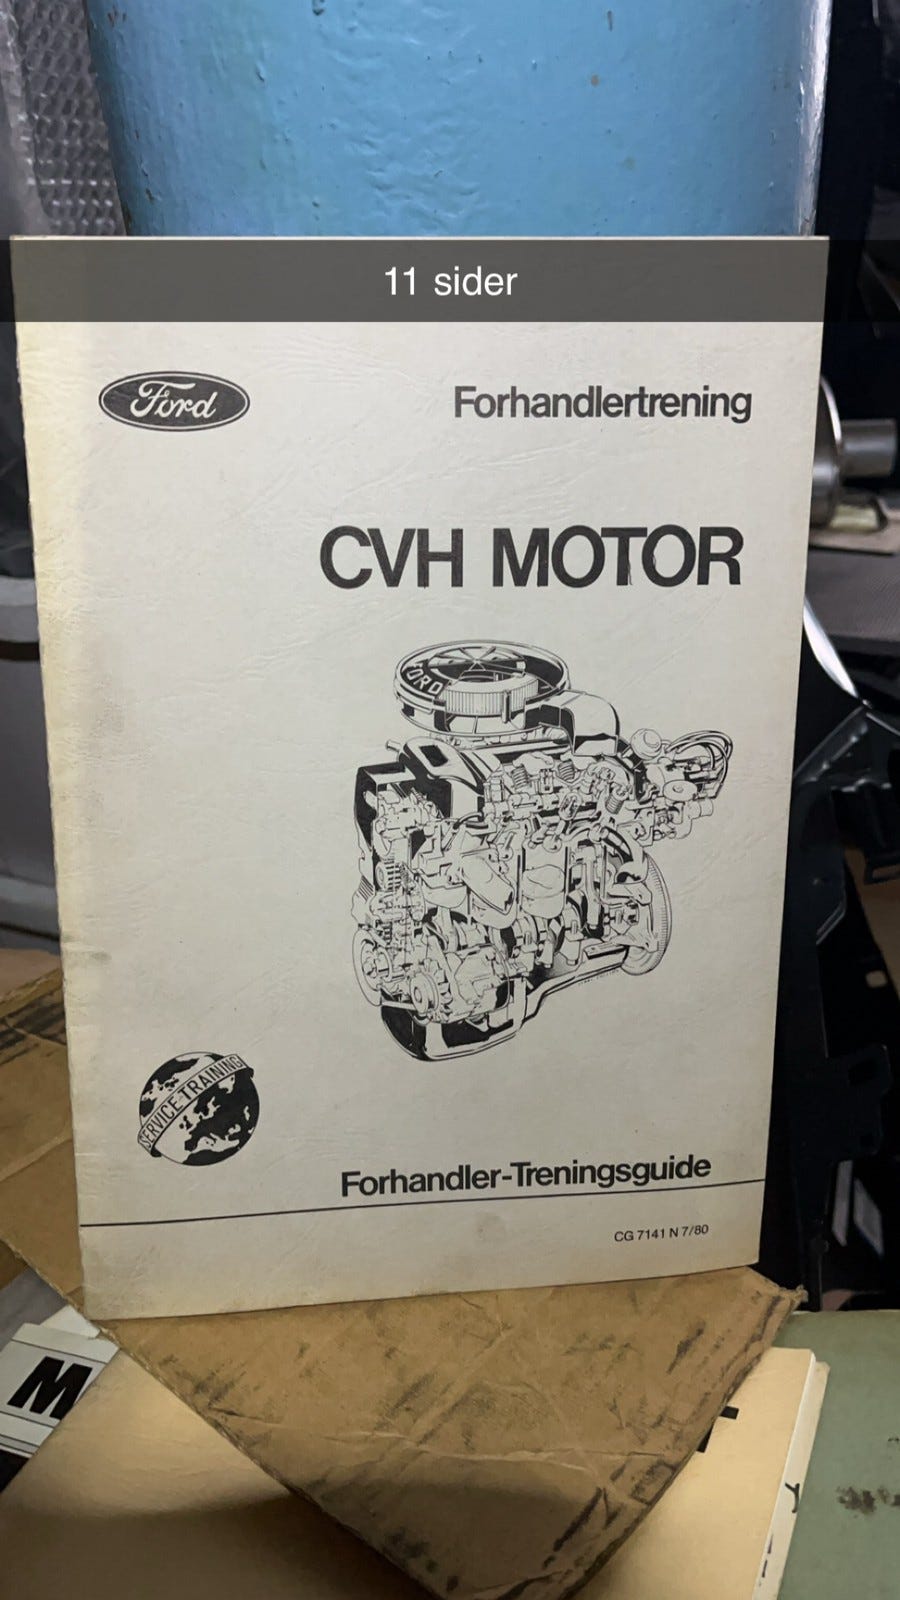 11 sider
Ford
Forhandlertrening
CVH MOTOR
FORD
SERVICE TRAINING
Forhandler-Treningsguide
CG 7141 N 7/80
M